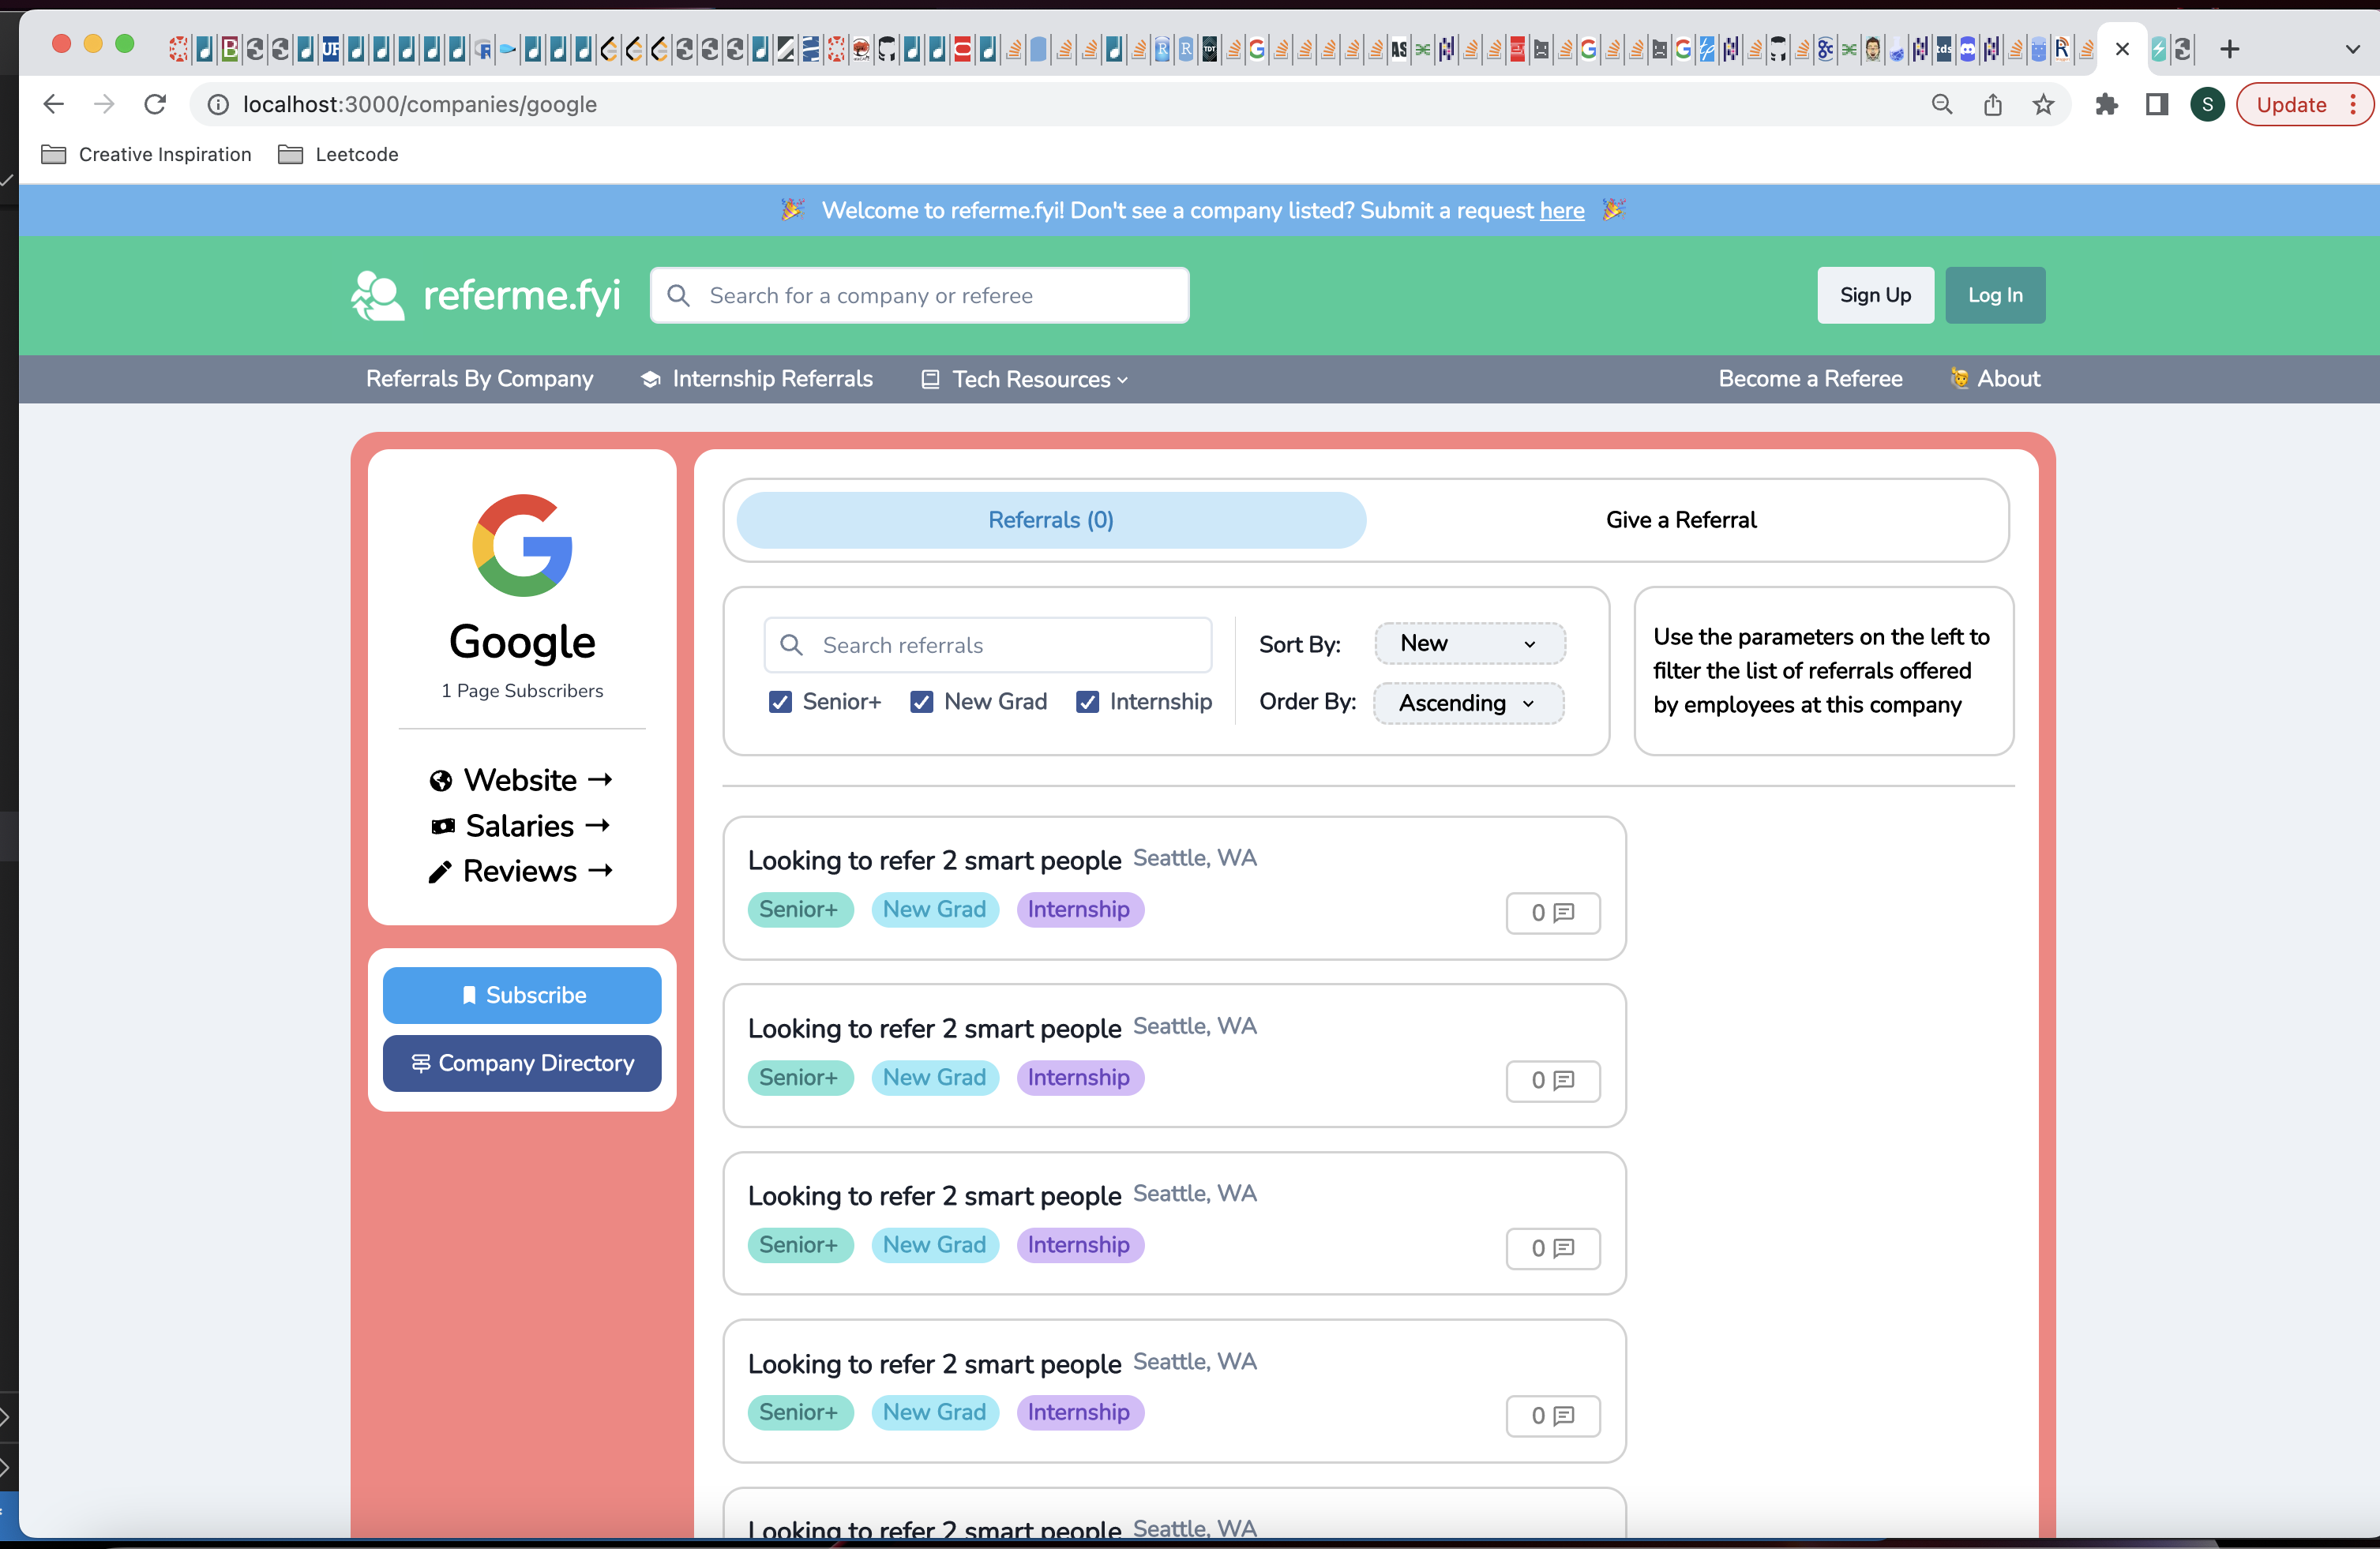 localhost:3000/companies/google
S
Update
Creative Inspiration
Leetcode
Welcome to referme.fyi! Don't see a company listed? Submit a request here
referme.fyi
Search for a company or referee
Sign Up
Log In
Referrals By Company
Internship Referrals
Tech Resources
Become a Referee
About
Google
1 Page Subscribers
Website →
Salaries →
Reviews →
Subscribe
Company Directory
Referrals (0)
Give a Referral
Search referrals
Senior+
New Grad
Internship
Sort By:
New
Order By:
Ascending
Use the parameters on the left to
filter the list of referrals offered
by employees at this company
Looking to refer 2 smart people Seattle, WA
Senior+ New Grad Internship
0
Looking to refer 2 smart people Seattle, WA
Senior+ New Grad Internship
0
Looking to refer 2 smart people Seattle, WA
Senior+ New Grad Internship
0
Looking to refer 2 smart people Seattle, WA
Senior+ New Grad Internship
0
Looking to refer 2 smart people Seattle, WA